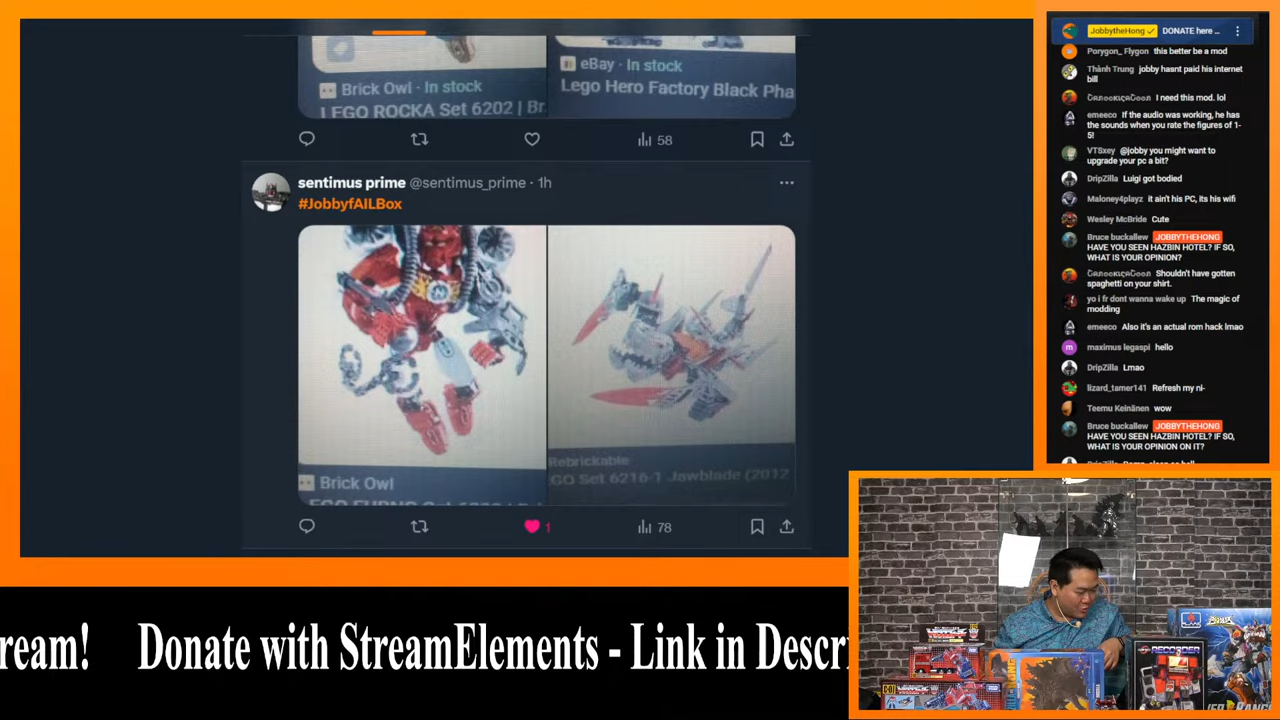 Brick Owl · In stock
LEGO ROCKA Set 6202 | Br
eBay · In stock
Lego Hero Factory Black Pha
58
sentimus prime @sentimus_prime · 1h
#JobbyfAILBox
Brick Owl
Rebrickable
GO Set 6216-1 Jawblade (2012
1
78
JobbytheHong DONATE here ...
Porygon_ Flygon this better be a mod
Thành Trung jobby hasnt paid his internet
bill
I need this mod. lol
emeeco If the audio was working, he has
the sounds when you rate the figures of 1-
5!
VTSxey @jobby you might want to
upgrade your pc a bit?
DripZilla Luigi got bodied
Maloney4playz it ain't his PC, its his wifi
Wesley McBride Cute
Bruce buckallew JOBBYTHEHONG
HAVE YOU SEEN HAZBIN HOTEL? IF SO,
WHAT IS YOUR OPINION?
Shouldn't have gotten
spaghetti on your shirt.
yo i fr dont wanna wake up The magic of
modding
emeeco Also it's an actual rom hack lmao
maximus legaspi hello
DripZilla Lmao
lizard_tamer141 Refresh my ni-
Teemu Keinänen wow
Bruce buckallew JOBBYTHEHONG
HAVE YOU SEEN HAZBIN HOTEL? IF SO,
WHAT IS YOUR OPINION ON IT?
ream! Donate with StreamElements - Link in Descr
RECORDER